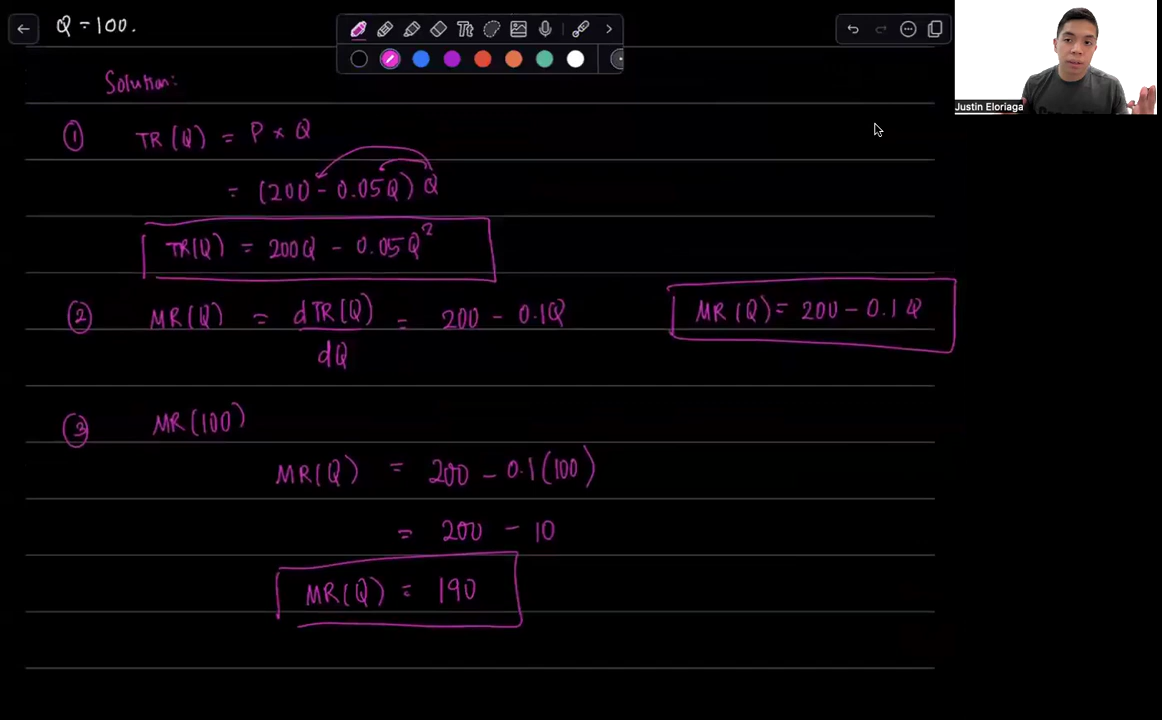 Q = 100.
Justin Eloriaga
Solution:
① TR(Q) = P × Q
= (200 - 0.05Q) Q
TR(Q) = 200Q - 0.05Q²
② MR(Q) = dTR(Q)/dQ = 200 - 0.1Q
MR(Q) = 200 - 0.1Q
③ MR(100)
MR(Q) = 200 - 0.1(100)
= 200 - 10
MR(Q) = 190